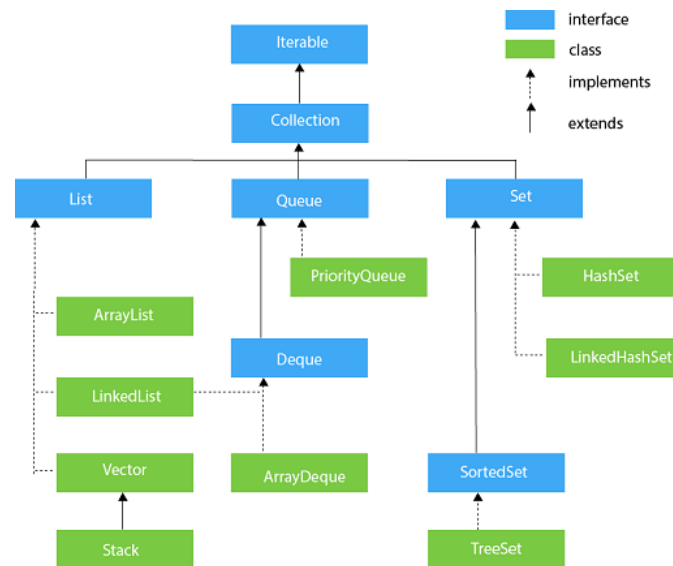 interface
Iterable
class
implements
Collection
extends
List
Queue
Set
PriorityQueue
HashSet
ArrayList
Deque
LinkedHashSet
LinkedList
Vector
ArrayDeque
SortedSet
Stack
TreeSet